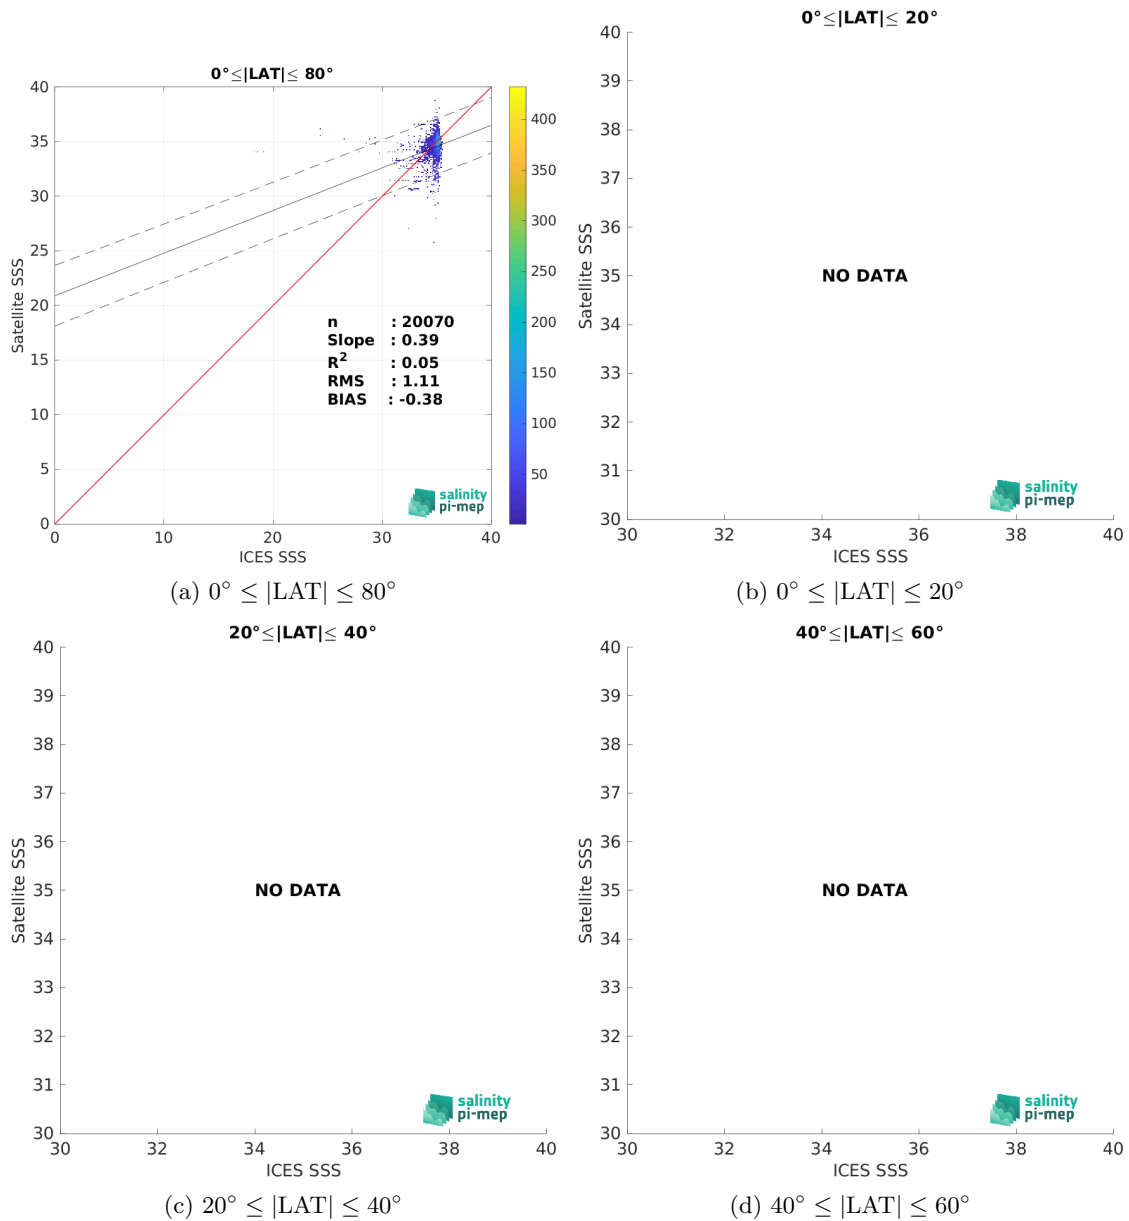 0°≤|LAT|≤ 80°
40
35
30
25
20
15
10
5
0
Satellite SSS
0
10
20
30
40
ICES SSS
400
350
300
250
200
150
100
50
n : 20070
Slope : 0.39
R² : 0.05
RMS : 1.11
BIAS : -0.38
salinity
pi-mep
(a) 0° ≤ |LAT| ≤ 80°
0°≤|LAT|≤ 20°
40
39
38
37
36
35
34
33
32
31
30
Satellite SSS
NO DATA
salinity
pi-mep
30
32
34
36
38
40
ICES SSS
(b) 0° ≤ |LAT| ≤ 20°
20°≤|LAT|≤ 40°
40
39
38
37
36
35
34
33
32
31
30
Satellite SSS
NO DATA
salinity
pi-mep
30
32
34
36
38
40
ICES SSS
(c) 20° ≤ |LAT| ≤ 40°
40°≤|LAT|≤ 60°
40
39
38
37
36
35
34
33
32
31
30
Satellite SSS
NO DATA
salinity
pi-mep
30
32
34
36
38
40
ICES SSS
(d) 40° ≤ |LAT| ≤ 60°